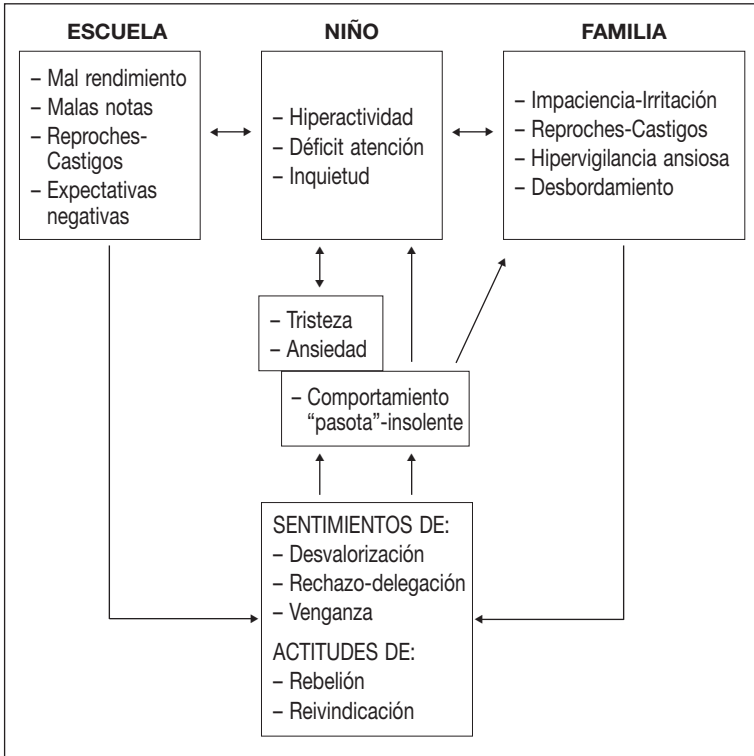 ESCUELA
– Mal rendimiento
– Malas notas
– Reproches-
Castigos
– Expectativas
negativas
NIÑO
– Hiperactividad
– Déficit atención
– Inquietud
FAMILIA
– Impaciencia-Irritación
– Reproches-Castigos
– Hipervigilancia ansiosa
– Desbordamiento
– Tristeza
– Ansiedad
– Comportamiento
“pasota”-insolente
SENTIMIENTOS DE:
– Desvalorización
– Rechazo-delegación
– Venganza
ACTITUDES DE:
– Rebelión
– Reivindicación